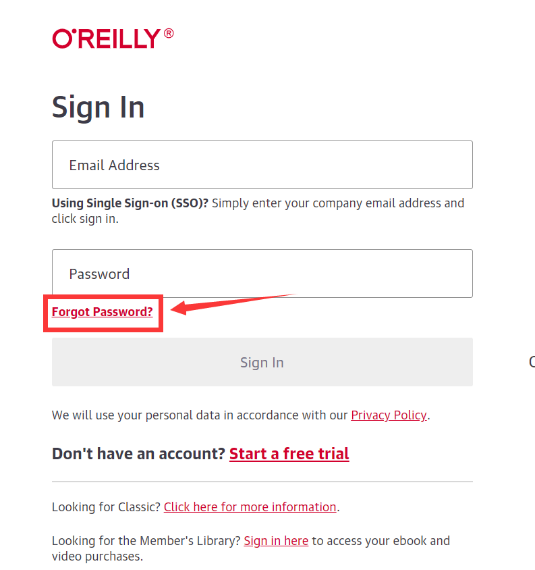 O'REILLY®
Sign In
Email Address
Using Single Sign-on (SSO)? Simply enter your company email address and
click sign in.
Password
Forgot Password?
Sign In
We will use your personal data in accordance with our Privacy Policy.
Don't have an account? Start a free trial
Looking for Classic? Click here for more information.
Looking for the Member's Library? Sign in here to access your ebook and
video purchases.